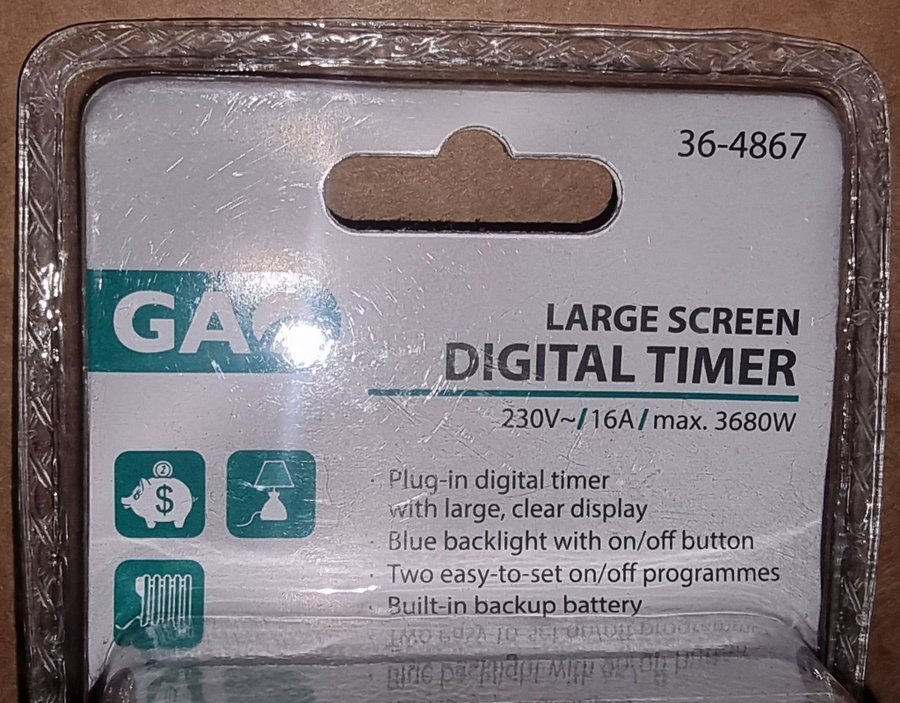 36-4867
LARGE SCREEN
DIGITAL TIMER
230V~/16A/max. 3680W
2
$
· Plug-in digital timer
with large, clear display
· Blue backlight with on/off button
· Two easy-to-set on/off programmes
· Built-in backup battery